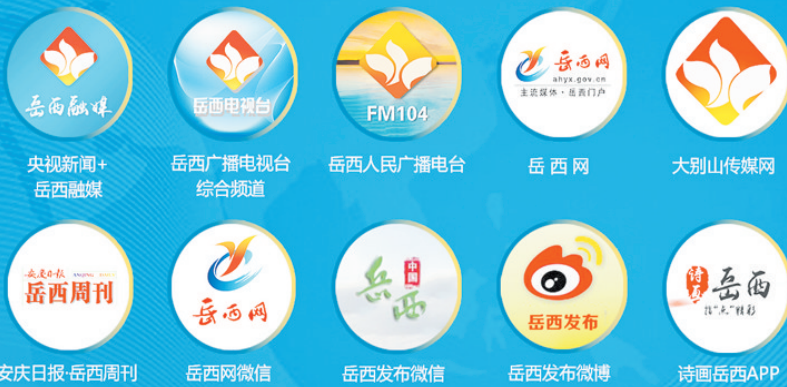 岳西融媒
岳西电视台
FM104
岳西网
ahyx.gov.cn
主流媒体·岳西门户
央视新闻+
岳西融媒
岳西广播电视台
综合频道
岳西人民广播电台
岳西网
大别山传媒网
安庆日报
岳西周刊
岳西网
中国
岳西
岳西发布
诗画
岳西
指“点”精彩
安庆日报·岳西周刊
岳西网微信
岳西发布微信
岳西发布微博
诗画岳西APP